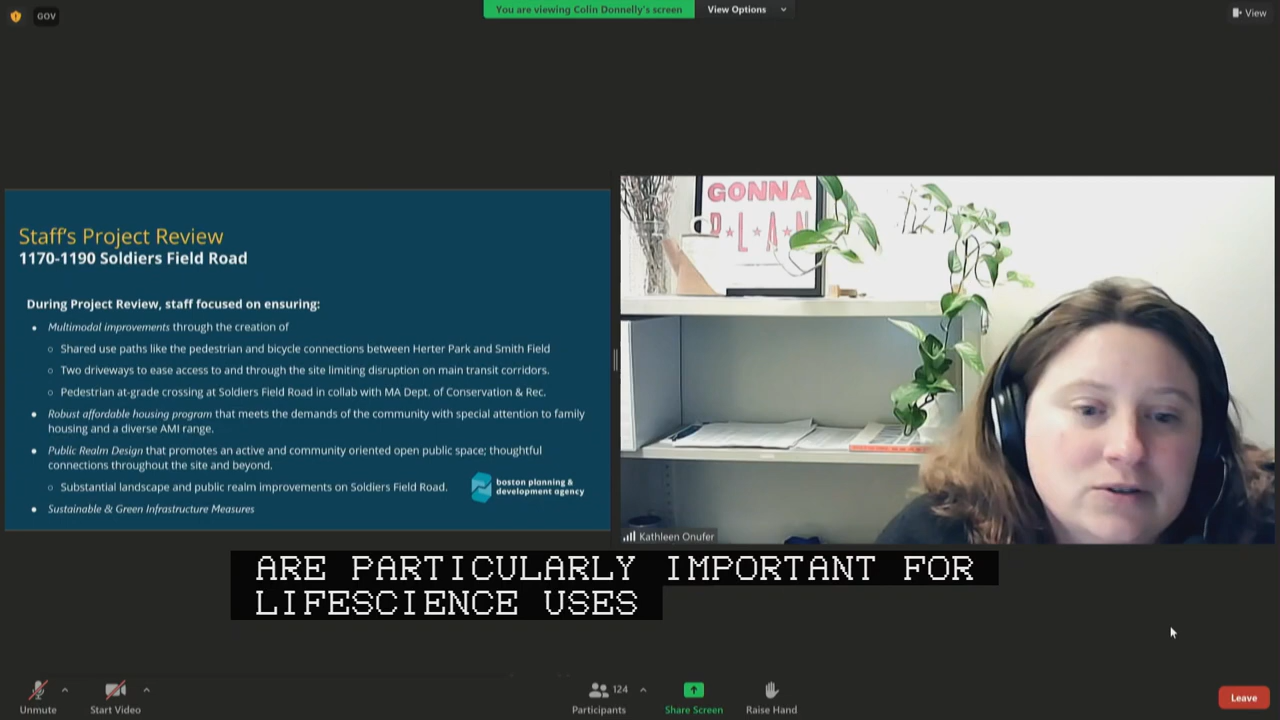 You are viewing Colin Donnelly's screen
View Options
GOV
View
Staff's Project Review
1170-1190 Soldiers Field Road
During Project Review, staff focused on ensuring:
• Multimodal improvements through the creation of
○ Shared use paths like the pedestrian and bicycle connections between Herter Park and Smith Field
○ Two driveways to ease access to and through the site limiting disruption on main transit corridors.
○ Pedestrian at-grade crossing at Soldiers Field Road in collab with MA Dept. of Conservation & Rec.
• Robust affordable housing program that meets the demands of the community with special attention to family
housing and a diverse AMI range.
• Public Realm Design that promotes an active and community oriented open public space; thoughtful
connections throughout the site and beyond.
○ Substantial landscape and public realm improvements on Soldiers Field Road.
• Sustainable & Green Infrastructure Measures
boston planning &
development agency
GONNA
P★L★A★N
Kathleen Onufer
ARE PARTICULARLY IMPORTANT FOR
LIFESCIENCE USES
Unmute
Start Video
124
Participants
Share Screen
Raise Hand
Leave